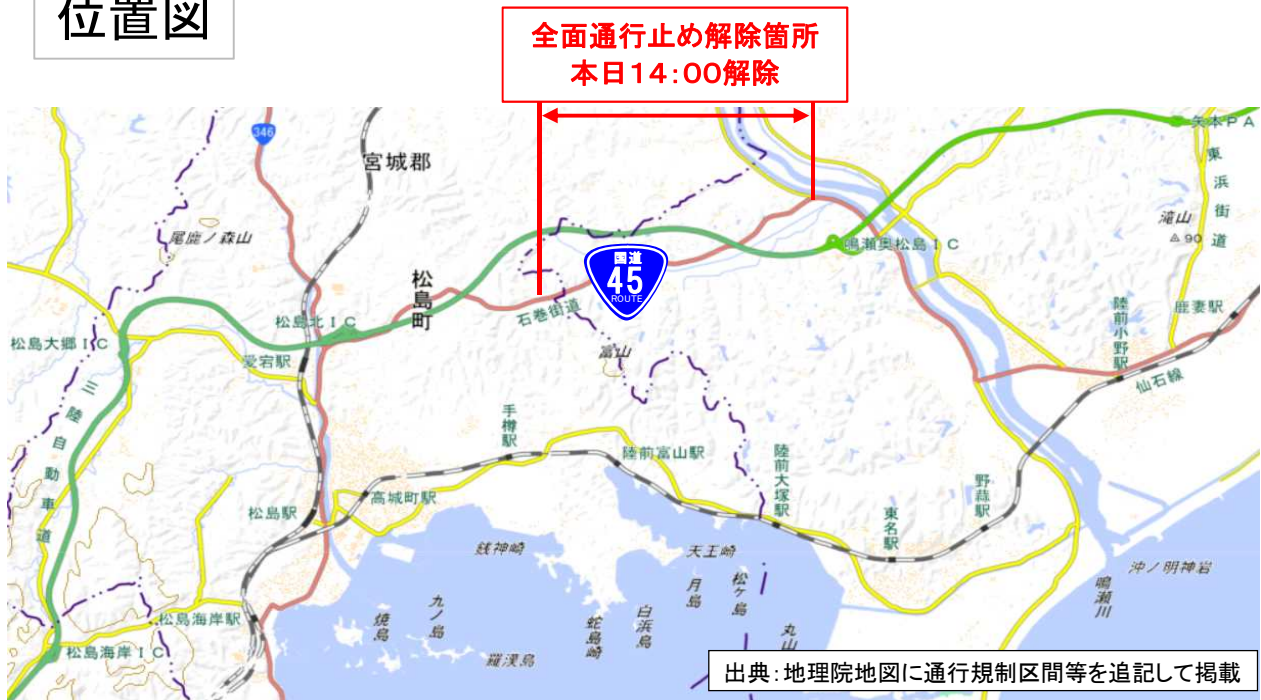 位置図
全面通行止め解除箇所
本日14:00解除
346
宮城郡
矢本PA
東浜街道
滝山
90
尾鹿ノ森山
鳴瀬奥松島IC
国道
45
ROUTE
松島町
松島北IC
石巻街道
陸前小野駅
鹿妻駅
松島大郷IC
愛宕駅
富山
仙石線
三陸自動車道
手樽駅
陸前富山駅
陸前大塚駅
野蒜駅
高城町駅
松島駅
東名駅
銭神崎
天王崎
沖ノ明神岩
月島
松ケ島
鳴瀬川
九ノ島
焼島
蛇島崎
白浜島
丸山
松島海岸駅
松島海岸IC
羅漢島
出典:地理院地図に通行規制区間等を追記して掲載